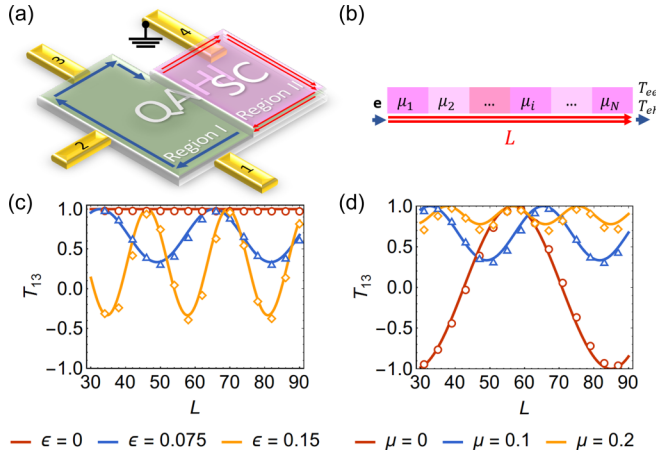 (a)
4
3
QAH
SC
Region II
Region I
2
1
(b)
e
μ1 μ2 ... μi ... μN
Tee
Teh
L
(c)
1.0
0.5
0.0
-0.5
-1.0
T13
30 40 50 60 70 80 90
L
ϵ = 0 ϵ = 0.075 ϵ = 0.15
(d)
1.0
0.5
0.0
-0.5
-1.0
T13
30 40 50 60 70 80 90
L
μ = 0 μ = 0.1 μ = 0.2